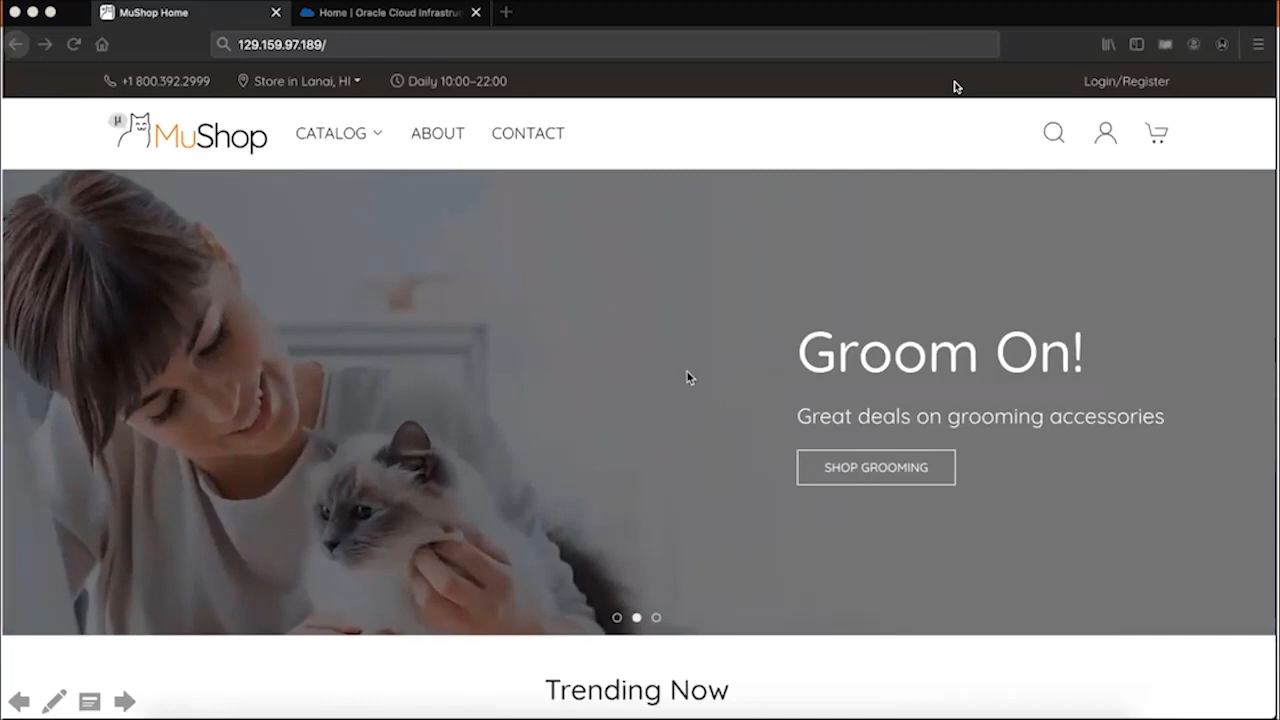 MuShop Home
Home | Oracle Cloud Infrastruc
129.159.97.189/
+1 800.392.2999
Store in Lanai, HI
Daily 10:00–22:00
Login/Register
μ
MuShop
CATALOG
ABOUT
CONTACT
Groom On!
Great deals on grooming accessories
SHOP GROOMING
Trending Now